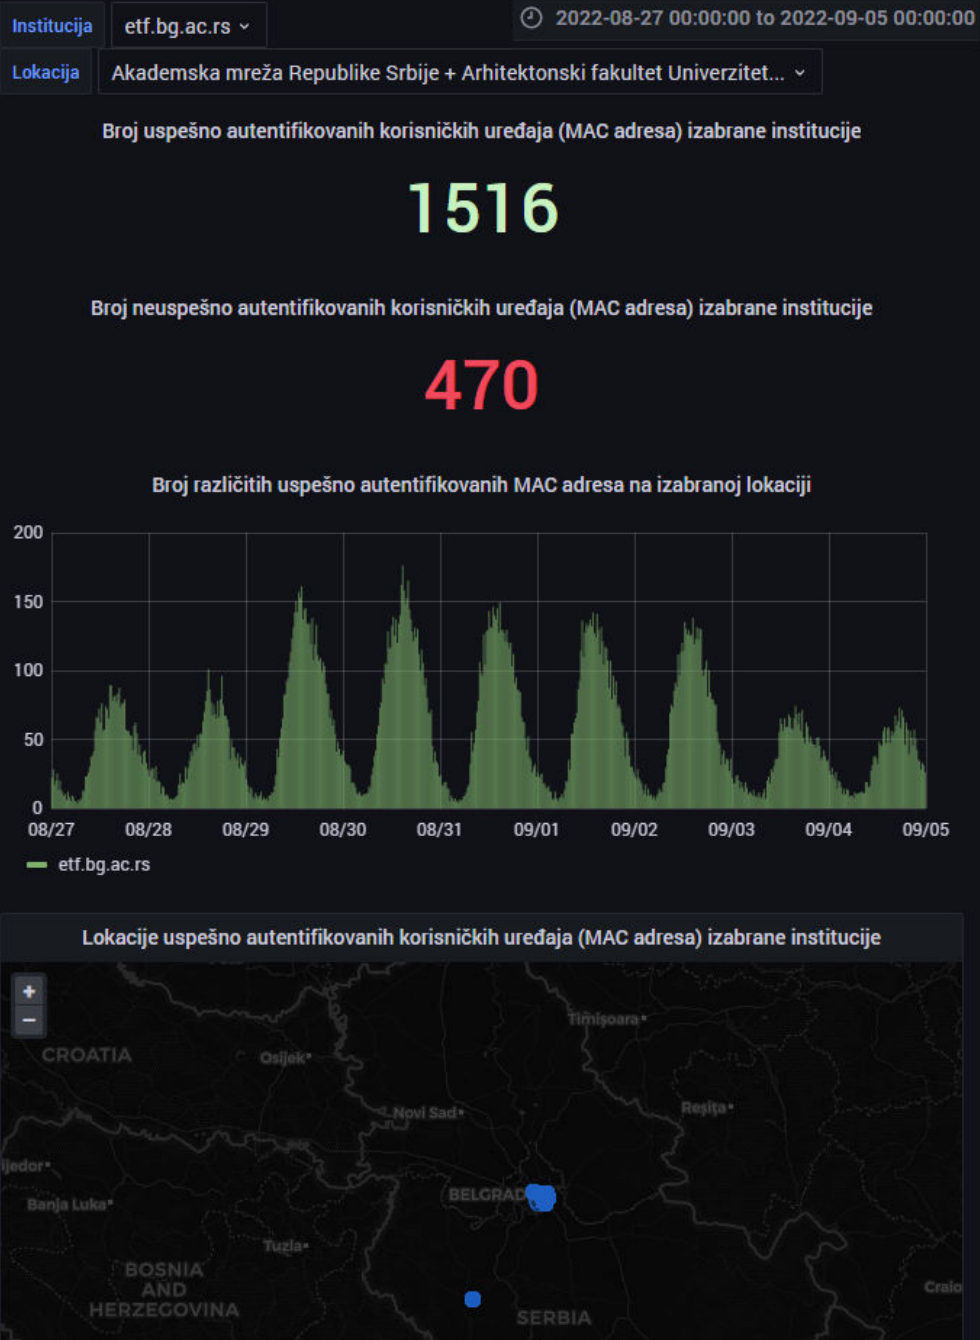 Institucija etf.bg.ac.rs 2022-08-27 00:00:00 to 2022-09-05 00:00:00
Lokacija Akademska mreža Republike Srbije + Arhitektonski fakultet Univerzitet...
Broj uspešno autentifikovanih korisničkih uređaja (MAC adresa) izabrane institucije
1516
Broj neuspešno autentifikovanih korisničkih uređaja (MAC adresa) izabrane institucije
470
Broj različitih uspešno autentifikovanih MAC adresa na izabranoj lokaciji
200
150
100
50
0
08/27 08/28 08/29 08/30 08/31 09/01 09/02 09/03 09/04 09/05
etf.bg.ac.rs
Lokacije uspešno autentifikovanih korisničkih uređaja (MAC adresa) izabrane institucije
+
−
Timișoara
CROATIA
Osijek
Reșița
Novi Sad
ijedor
BELGRAD
Banja Luka
Tuzla
BOSNIA
AND
HERZEGOVINA
Craio
SERBIA